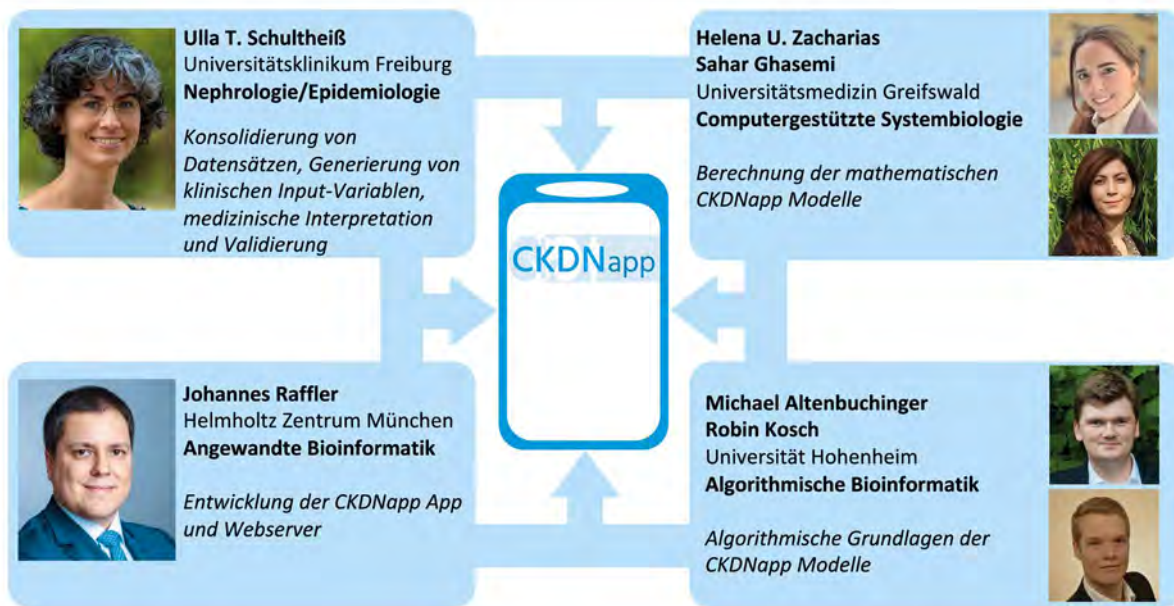 Ulla T. Schultheiß
Universitätsklinikum Freiburg
Nephrologie/Epidemiologie
Konsolidierung von
Datensätzen, Generierung von
klinischen Input-Variablen,
medizinische Interpretation
und Validierung
Helena U. Zacharias
Sahar Ghasemi
Universitätsmedizin Greifswald
Computergestützte Systembiologie
Berechnung der mathematischen
CKDNapp Modelle
CKDNapp
Johannes Raffler
Helmholtz Zentrum München
Angewandte Bioinformatik
Entwicklung der CKDNapp App
und Webserver
Michael Altenbuchinger
Robin Kosch
Universität Hohenheim
Algorithmische Bioinformatik
Algorithmische Grundlagen der
CKDNapp Modelle